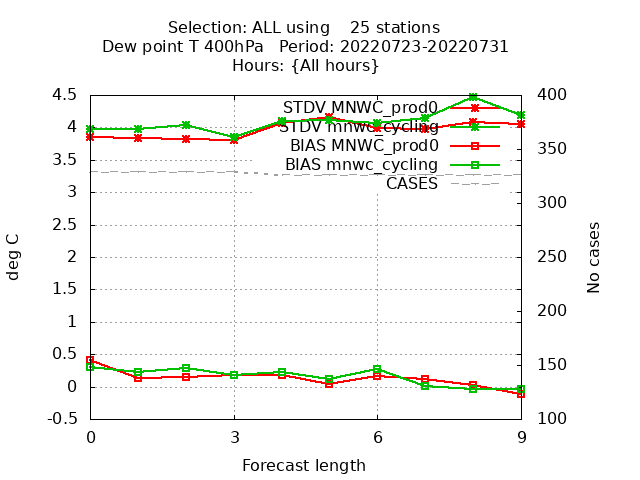 Selection: ALL using    25 stations
Dew point T 400hPa   Period: 20220723-20220731
Hours: {All hours}
4.5
4
3.5
3
2.5
2
1.5
1
0.5
0
-0.5
400
350
300
250
200
150
100
STDV MNWC_prod0
STDV mnwc_cycling
BIAS MNWC_prod0
BIAS mnwc_cycling
CASES
deg C
No cases
0 3 6 9
Forecast length